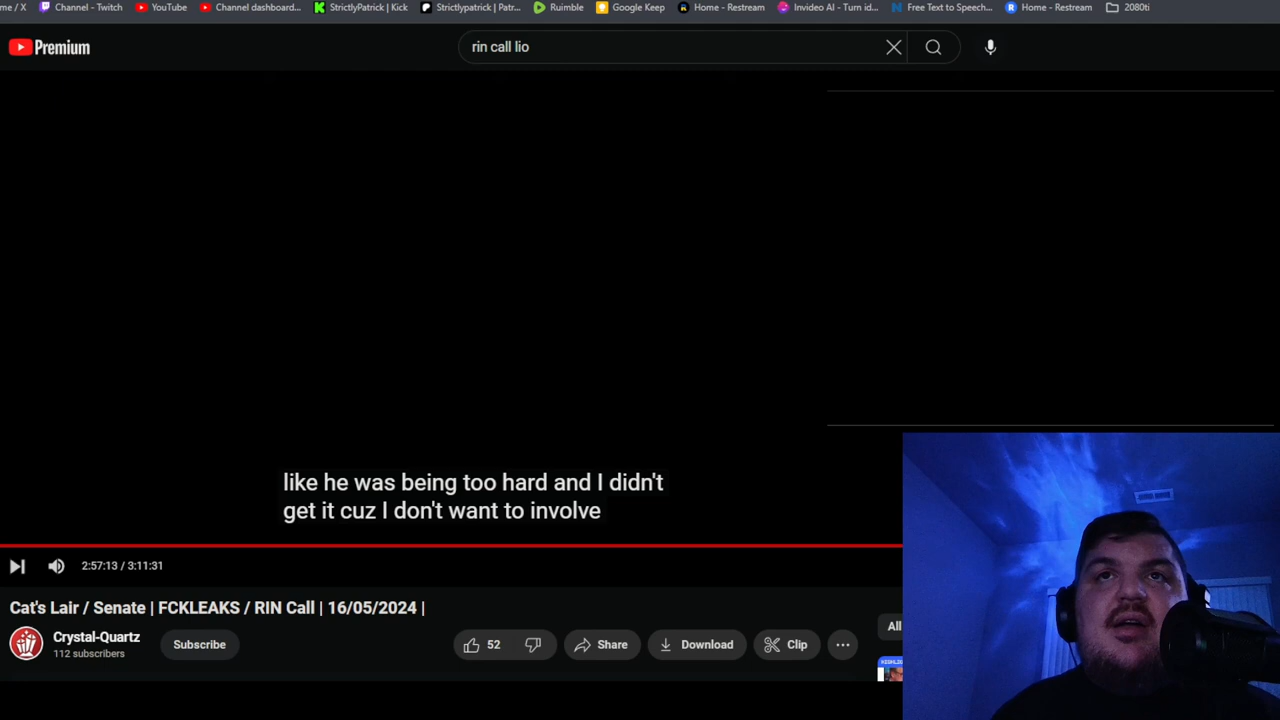 me / X
Channel - Twitch
YouTube
Channel dashboard...
StrictlyPatrick | Kick
Strictlypatrick | Patr...
Rumble
Google Keep
Home - Restream
Invideo AI - Turn id...
Free Text to Speech...
Home - Restream
2080ti
Premium
rin call lio
like he was being too hard and I didn't
get it cuz I don't want to involve
2:57:13 / 3:11:31
Cat's Lair / Senate | FCKLEAKS / RIN Call | 16/05/2024 |
Crystal-Quartz
112 subscribers
Subscribe
52
Share
Download
Clip
All